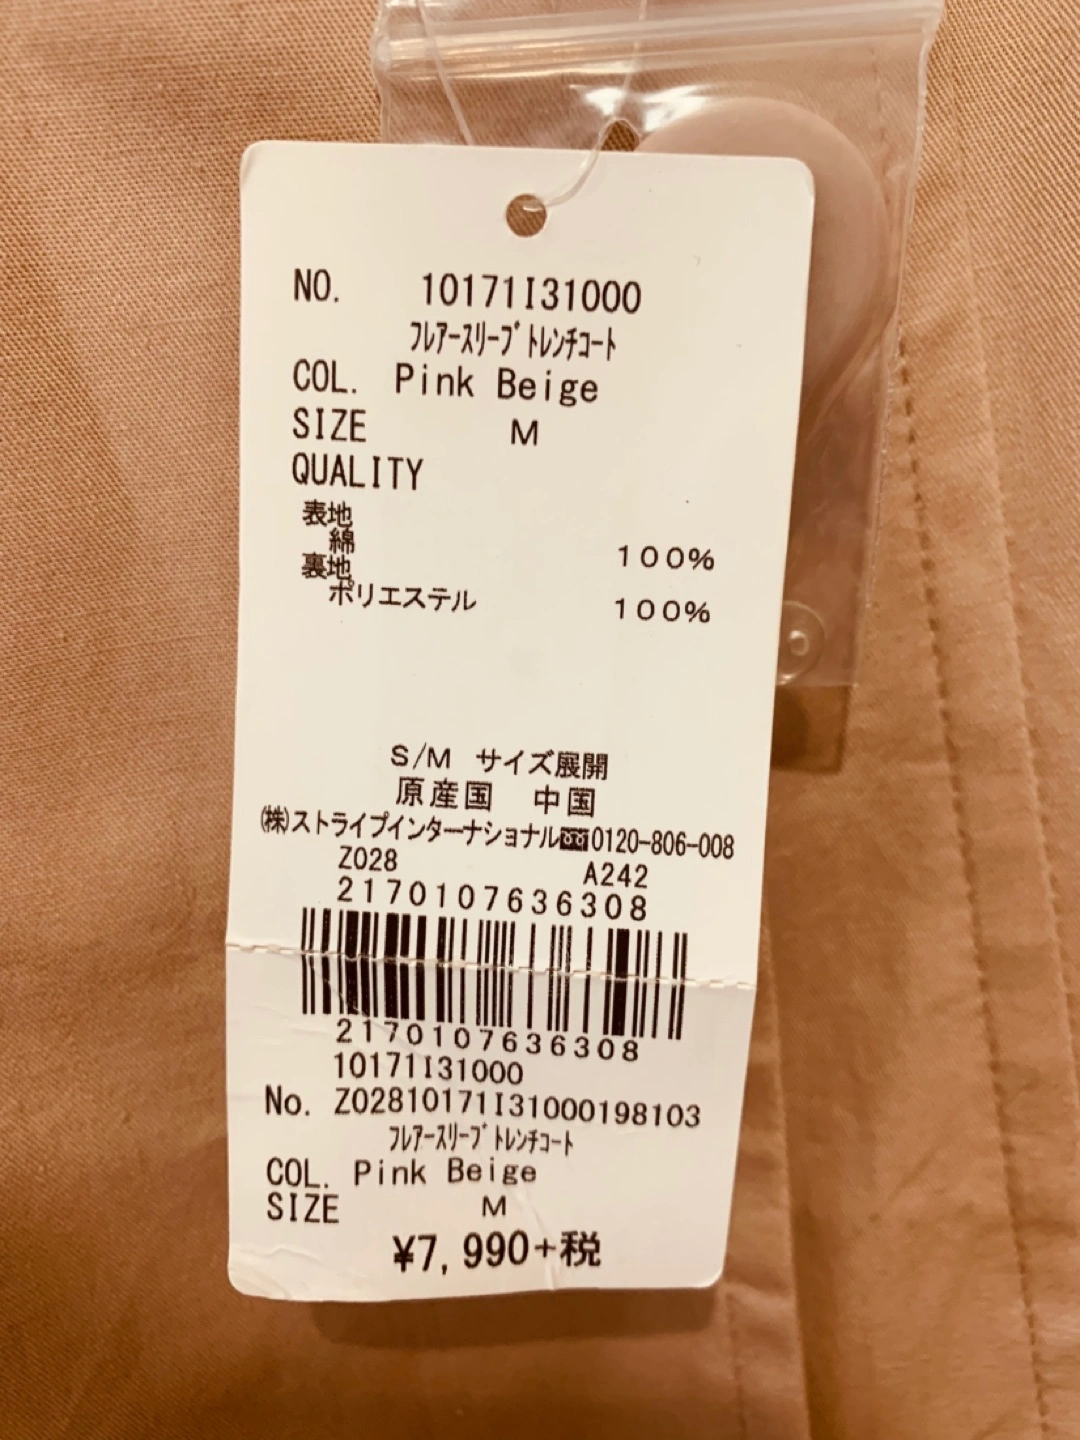 NO. 10171I31000
ﾌﾚｱｰｽﾘｰﾌﾞﾄﾚﾝﾁｺｰﾄ
COL. Pink Beige
SIZE M
QUALITY
表地
綿 100%
裏地
ポリエステル 100%
S/M サイズ展開
原産国 中国
㈱ストライプインターナショナル☎0120-806-008
Z028 A242
2170107636308
2170107636308
10171I31000
No. Z02810171I31000198103
ﾌﾚｱｰｽﾘｰﾌﾞﾄﾚﾝﾁｺｰﾄ
COL. Pink Beige
SIZE M
¥7,990+税